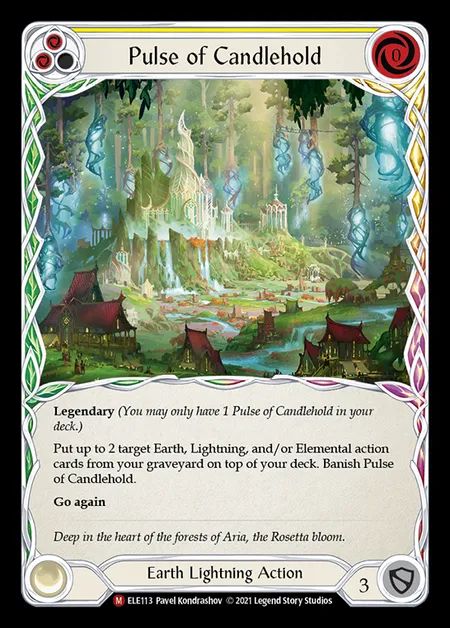 Pulse of Candlehold
0
Legendary (You may only have 1 Pulse of Candlehold in your
deck.)
Put up to 2 target Earth, Lightning, and/or Elemental action
cards from your graveyard on top of your deck. Banish Pulse
of Candlehold.
Go again
Deep in the heart of the forests of Aria, the Rosetta bloom.
Earth Lightning Action
3
M ELE113 Pavel Kondrashov © 2021 Legend Story Studios